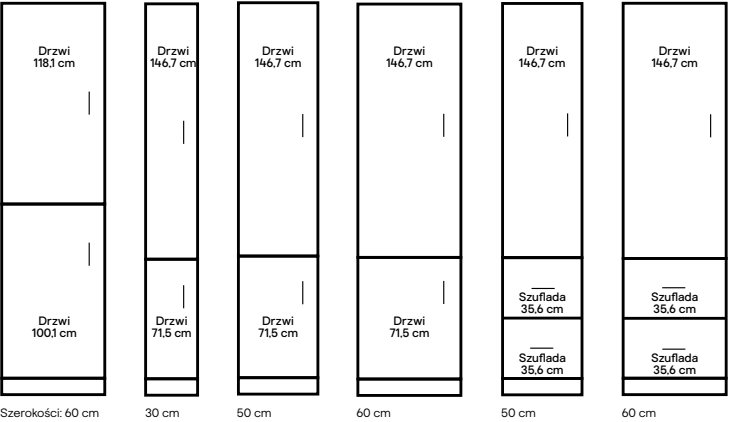 Drzwi
118,1 cm
Drzwi
100,1 cm
Szerokości: 60 cm
Drzwi
146,7 cm
Drzwi
71,5 cm
30 cm
Drzwi
146,7 cm
Drzwi
71,5 cm
50 cm
Drzwi
146,7 cm
Drzwi
71,5 cm
60 cm
Drzwi
146,7 cm
Szuflada
35,6 cm
Szuflada
35,6 cm
50 cm
Drzwi
146,7 cm
Szuflada
35,6 cm
Szuflada
35,6 cm
60 cm